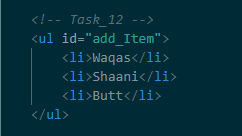 <!-- Task_12 -->
<ul id="add_Item">
<li>Waqas</li>
<li>Shaani</li>
<li>Butt</li>
</ul>